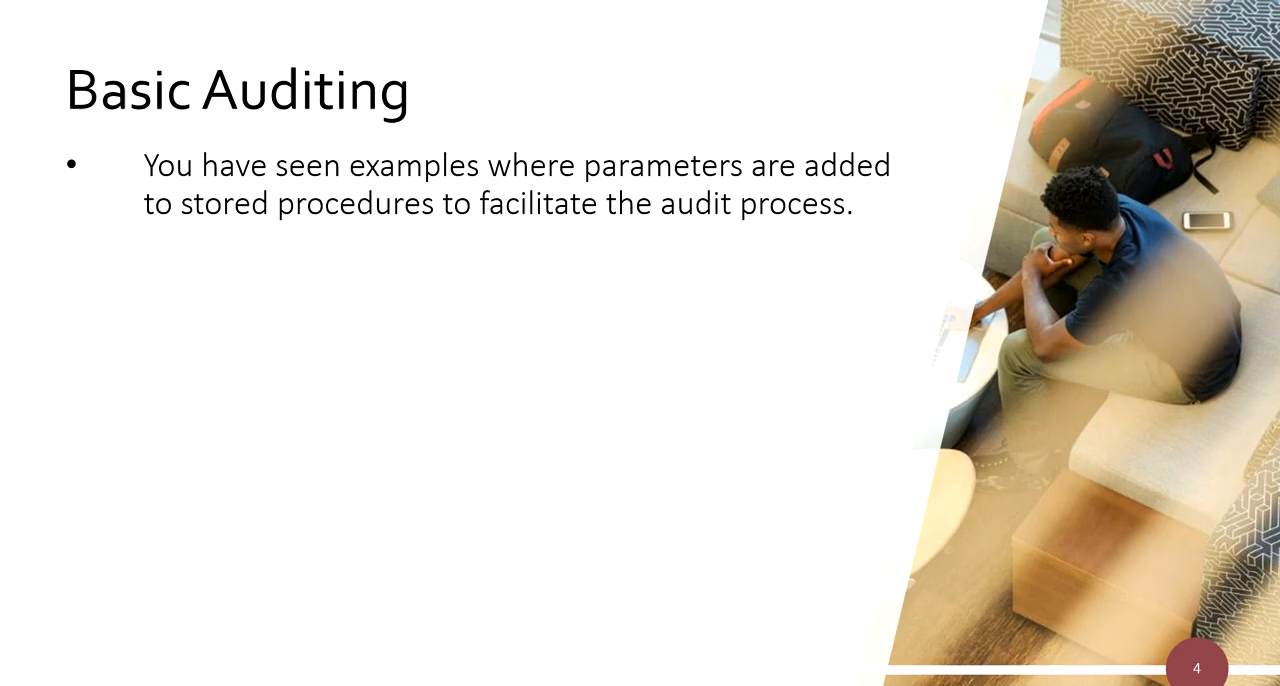 Basic Auditing
• You have seen examples where parameters are added
to stored procedures to facilitate the audit process.
4